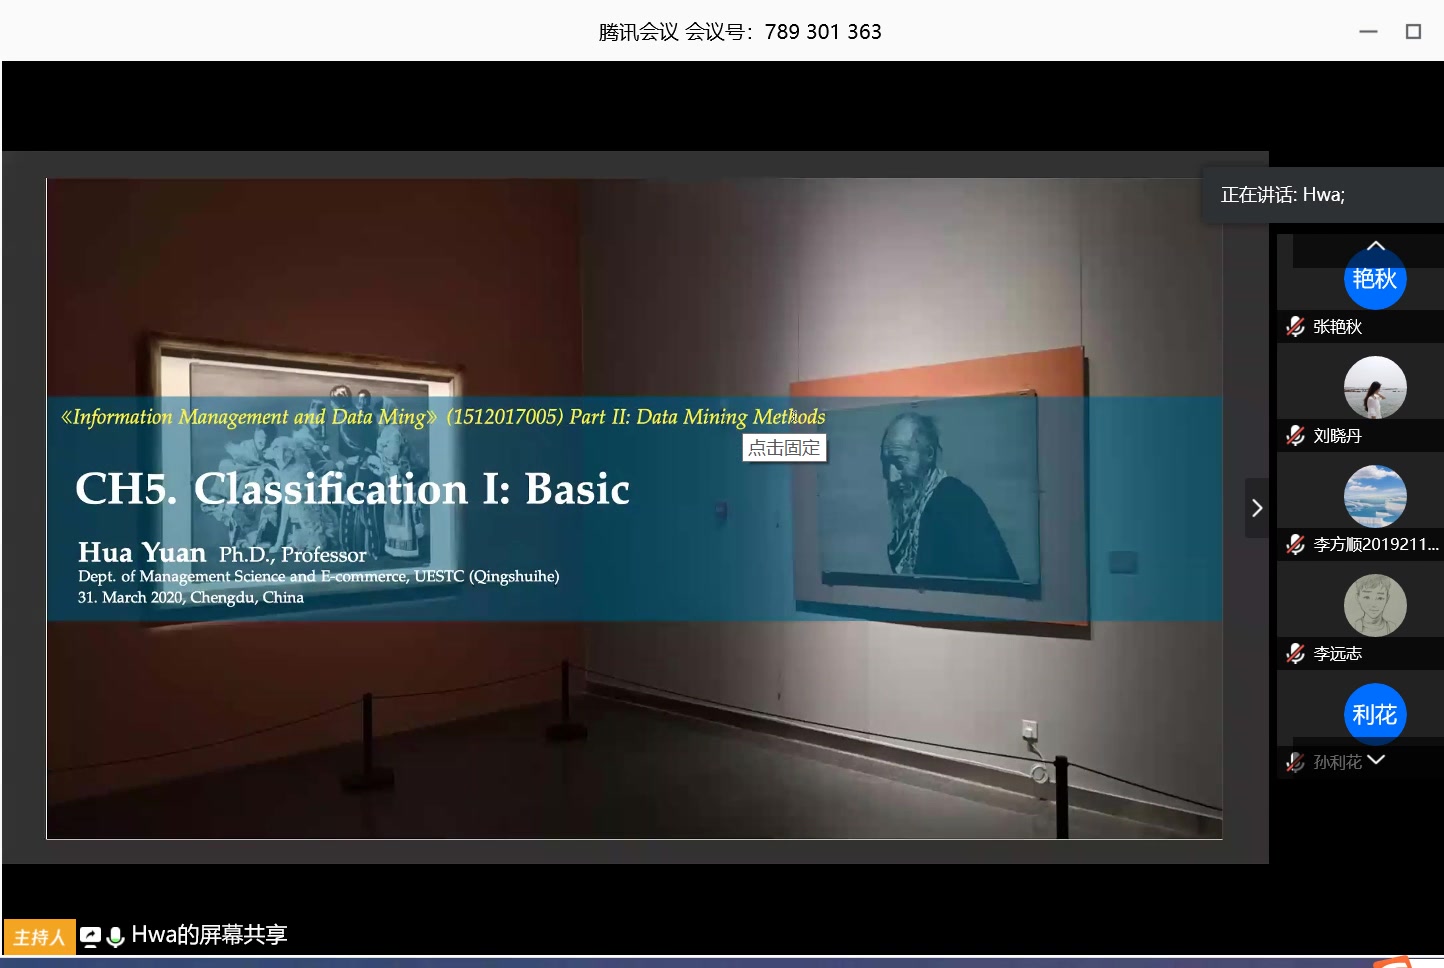 腾讯会议 会议号：789 301 363
正在讲话: Hwa;
《Information Management and Data Ming》 (1512017005) Part II: Data Mining Methods
点击固定
CH5. Classification I: Basic
Hua Yuan Ph.D., Professor
Dept. of Management Science and E-commerce, UESTC (Qingshuihe)
31. March 2020, Chengdu, China
艳秋
张艳秋
刘晓丹
李方顺2019211...
李远志
利花
孙利花
主持人 Hwa的屏幕共享